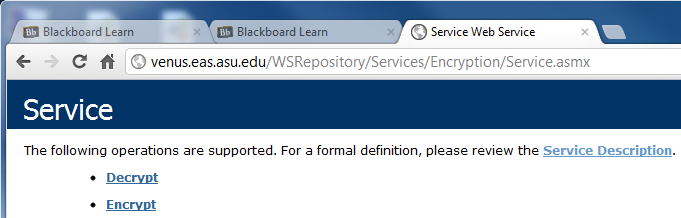 Bb Blackboard Learn
Bb Blackboard Learn
Service Web Service
venus.eas.asu.edu/WSRepository/Services/Encryption/Service.asmx
Service
The following operations are supported. For a formal definition, please review the Service Description.
• Decrypt
• Encrypt